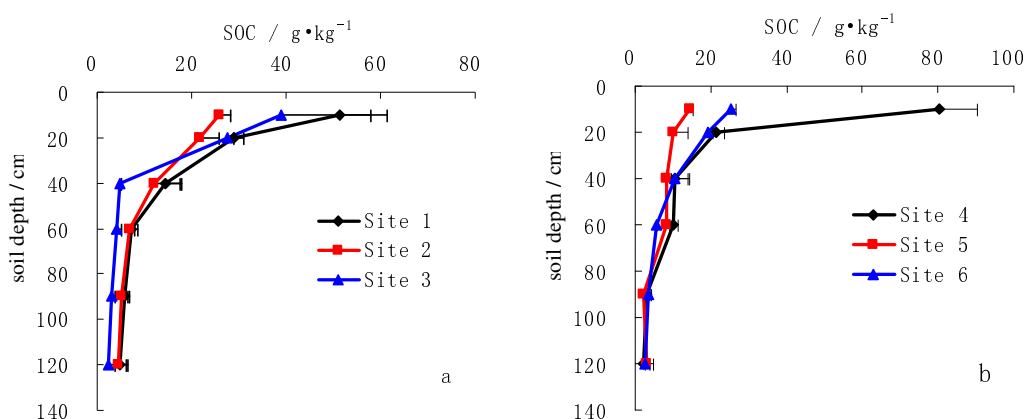 SOC / g•kg⁻¹
0 20 40 60 80
0
20
40
60
80
100
120
140
soil depth / cm
Site 1
Site 2
Site 3
a
SOC / g•kg⁻¹
0 20 40 60 80 100
0
20
40
60
80
100
120
140
soil depth / cm
Site 4
Site 5
Site 6
b